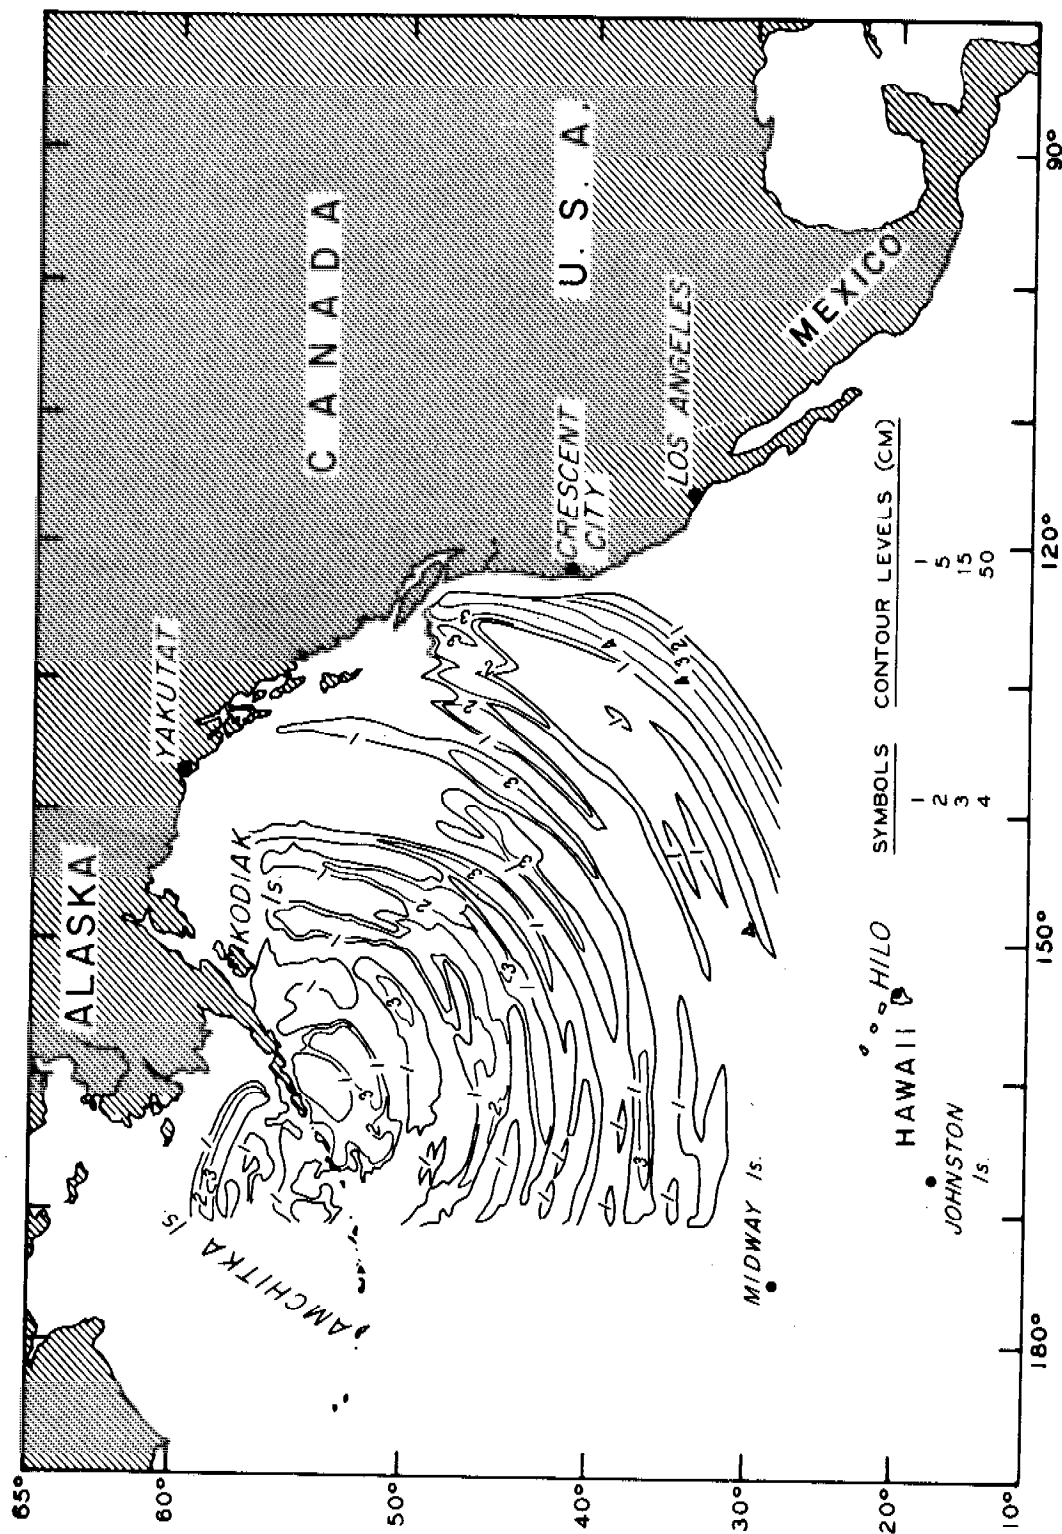 ALASKA
YAKUTAT
CANADA
U. S. A.
KODIAK
Is.
CRESCENT
CITY
LOS ANGELES
MEXICO
AMCHITKA Is.
MIDWAY Is.
HAWAII
HILO
JOHNSTON
Is.
SYMBOLS CONTOUR LEVELS (CM)
1 1
2 5
3 15
4 50
65°
60°
50°
40°
30°
20°
10°
180°
150°
120°
90°